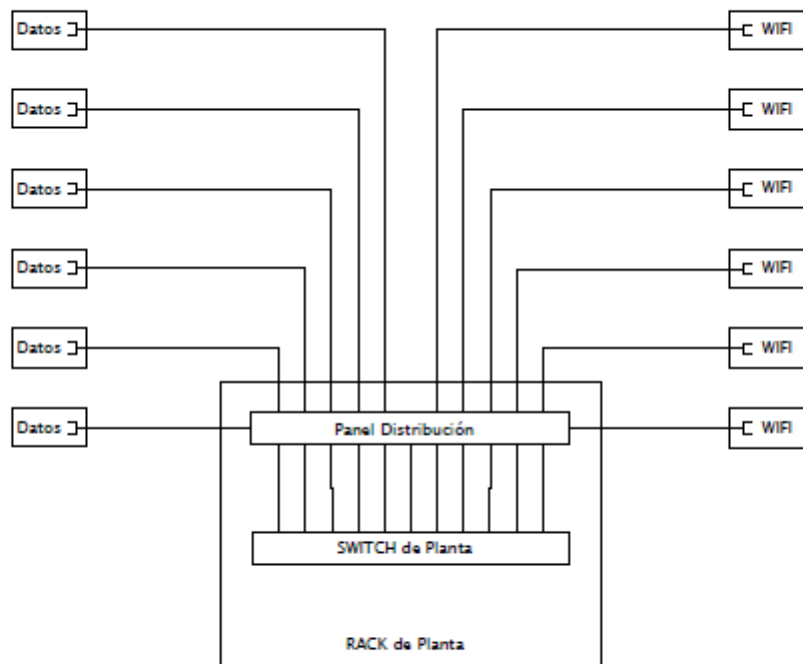 Datos WIFI
Datos WIFI
Datos WIFI
Datos WIFI
Datos WIFI
Datos WIFI
Panel Distribución
SWITCH de Planta
RACK de Planta